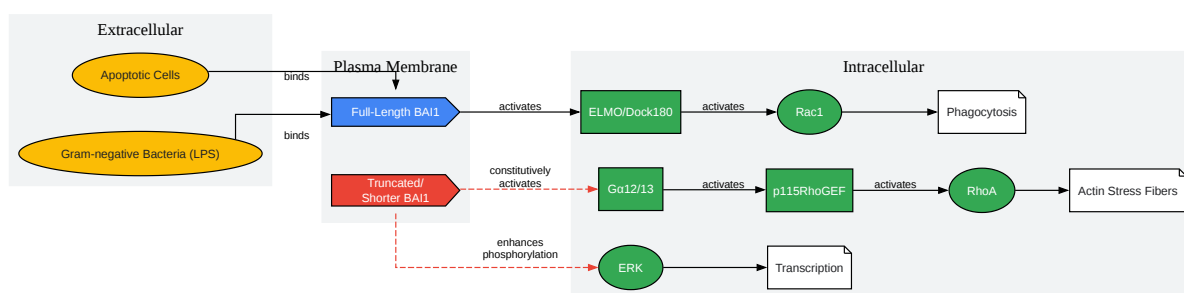 Extracellular
Plasma Membrane
Intracellular
Apoptotic Cells
binds
Full-Length BAI1
activates
ELMO/Dock180
activates
Rac1
Phagocytosis
Gram-negative Bacteria (LPS)
binds
Truncated/
Shorter BAI1
constitutively
activates
Gα12/13
activates
p115RhoGEF
activates
RhoA
Actin Stress Fibers
enhances
phosphorylation
ERK
Transcription